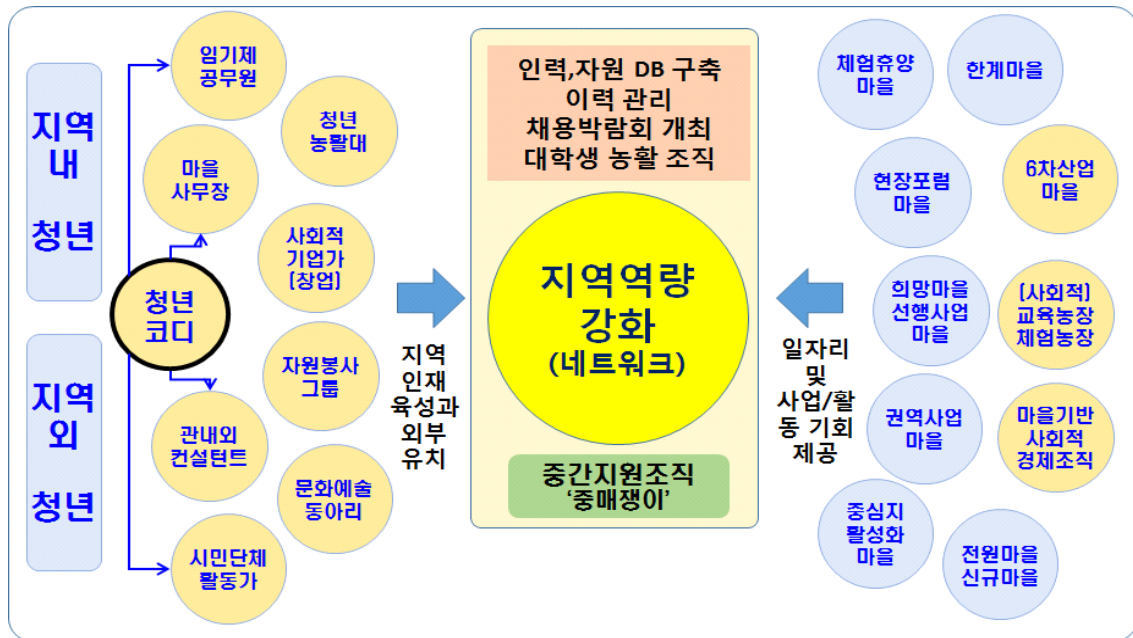 지역
내
청년
지역
외
청년
임기제
공무원
청년
농활대
마을
사무장
사회적
기업가
(창업)
청년
코디
자원봉사
그룹
관내외
컨설턴트
문화예술
동아리
시민단체
활동가
지역
인재
육성과
외부
유치
인력,자원 DB 구축
이력 관리
채용박람회 개최
대학생 농활 조직
지역역량
강화
(네트워크)
중간지원조직
‘중매쟁이’
일자리
및
사업/활
동 기회
제공
체험휴양
마을
한계마을
현장포럼
마을
6차산업
마을
희망마을
선행사업
마을
(사회적)
교육농장
체험농장
권역사업
마을
마을기반
사회적
경제조직
중심지
활성화
마을
전원마을
신규마을